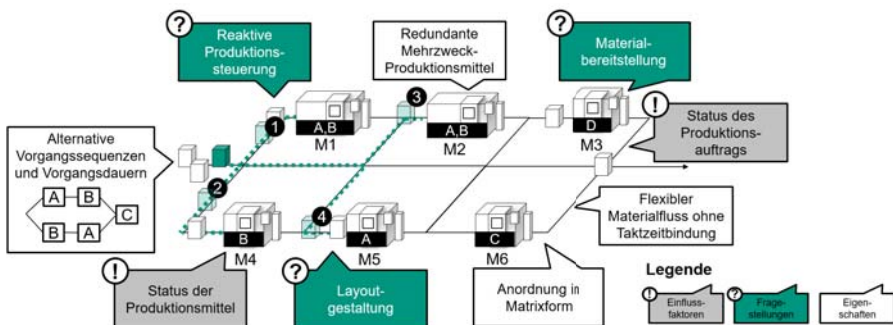 ?
Reaktive
Produktions-
steuerung
Redundante
Mehrzweck-
Produktionsmittel
?
Material-
bereitstellung
!
Status des
Produktions-
auftrags
Alternative
Vorgangssequenzen
und Vorgangsdauern
A B
C
B A
1
2
3
4
A,B
M1
A,B
M2
D
M3
B
M4
A
M5
C
M6
Flexibler
Materialfluss ohne
Taktzeitbindung
!
Status der
Produktionsmittel
?
Layout-
gestaltung
Anordnung in
Matrixform
Legende
!
Einfluss-
faktoren
?
Frage-
stellungen
Eigen-
schaften